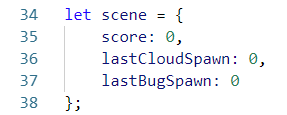 34 let scene = {
35     score: 0,
36     lastCloudSpawn: 0,
37     lastBugSpawn: 0
38 };